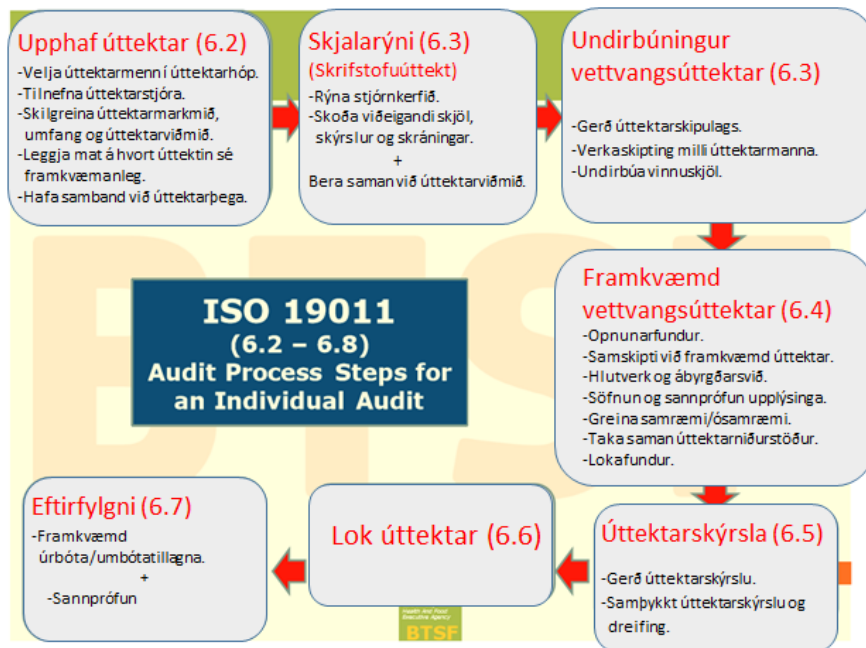 Upphaf úttektar (6.2)
-Velja úttektarmenn í úttektarhóp.
-Tilnefna úttektarstjóra.
-Skilgreina úttektarmarkmið,
umfang og úttektarviðmið.
-Leggja mat á hvort úttektin sé
framkvæmanleg.
-Hafa samband við úttektarþega.
Skjalarýni (6.3)
(Skrifstofuúttekt)
-Rýna stjórnkerfið.
-Skoða viðeigandi skjöl,
skýrslur og skráningar.
+
Bera saman við úttektarviðmið.
Undirbúningur
vettvangsúttektar (6.3)
-Gerð úttektarskipulags.
-Verkaskipting milli úttektarmanna.
-Undirbúa vinnuskjöl.
Framkvæmd
vettvangsúttektar (6.4)
-Opnunarfundur.
-Samskipti við framkvæmd úttektar.
-Hlutverk og ábyrgðarsvið.
-Söfnun og sannprófun upplýsinga.
-Greina samræmi/ósamræmi.
-Taka saman úttektarniðurstöður.
-Lokafundur.
ISO 19011
(6.2 – 6.8)
Audit Process Steps for
an Individual Audit
Úttektarskýrsla (6.5)
-Gerð úttektarskýrslu.
-Samþykkt úttektarskýrslu og
dreifing.
Lok úttektar (6.6)
Eftirfylgni (6.7)
-Framkvæmd
úrbóta/umbótatillagna.
+
-Sannprófun
Health And Food
Executive Agency
BTSF